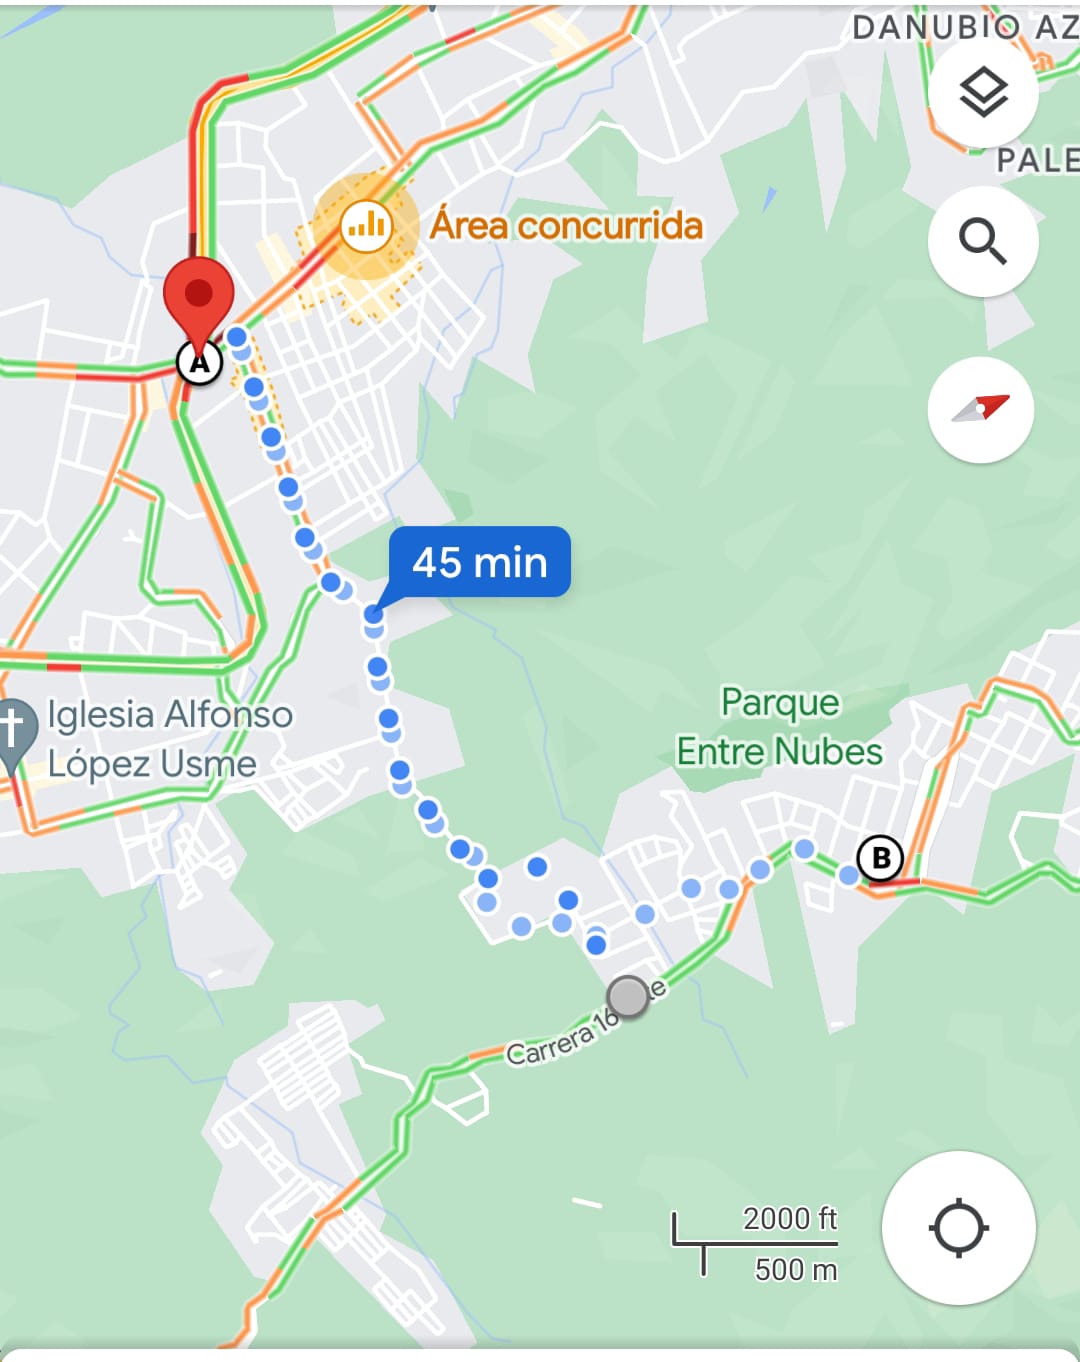 DANUBIO AZ
PALE
Área concurrida
A
45 min
Iglesia Alfonso
López Usme
Parque
Entre Nubes
B
Carrera 16
te
2000 ft
500 m